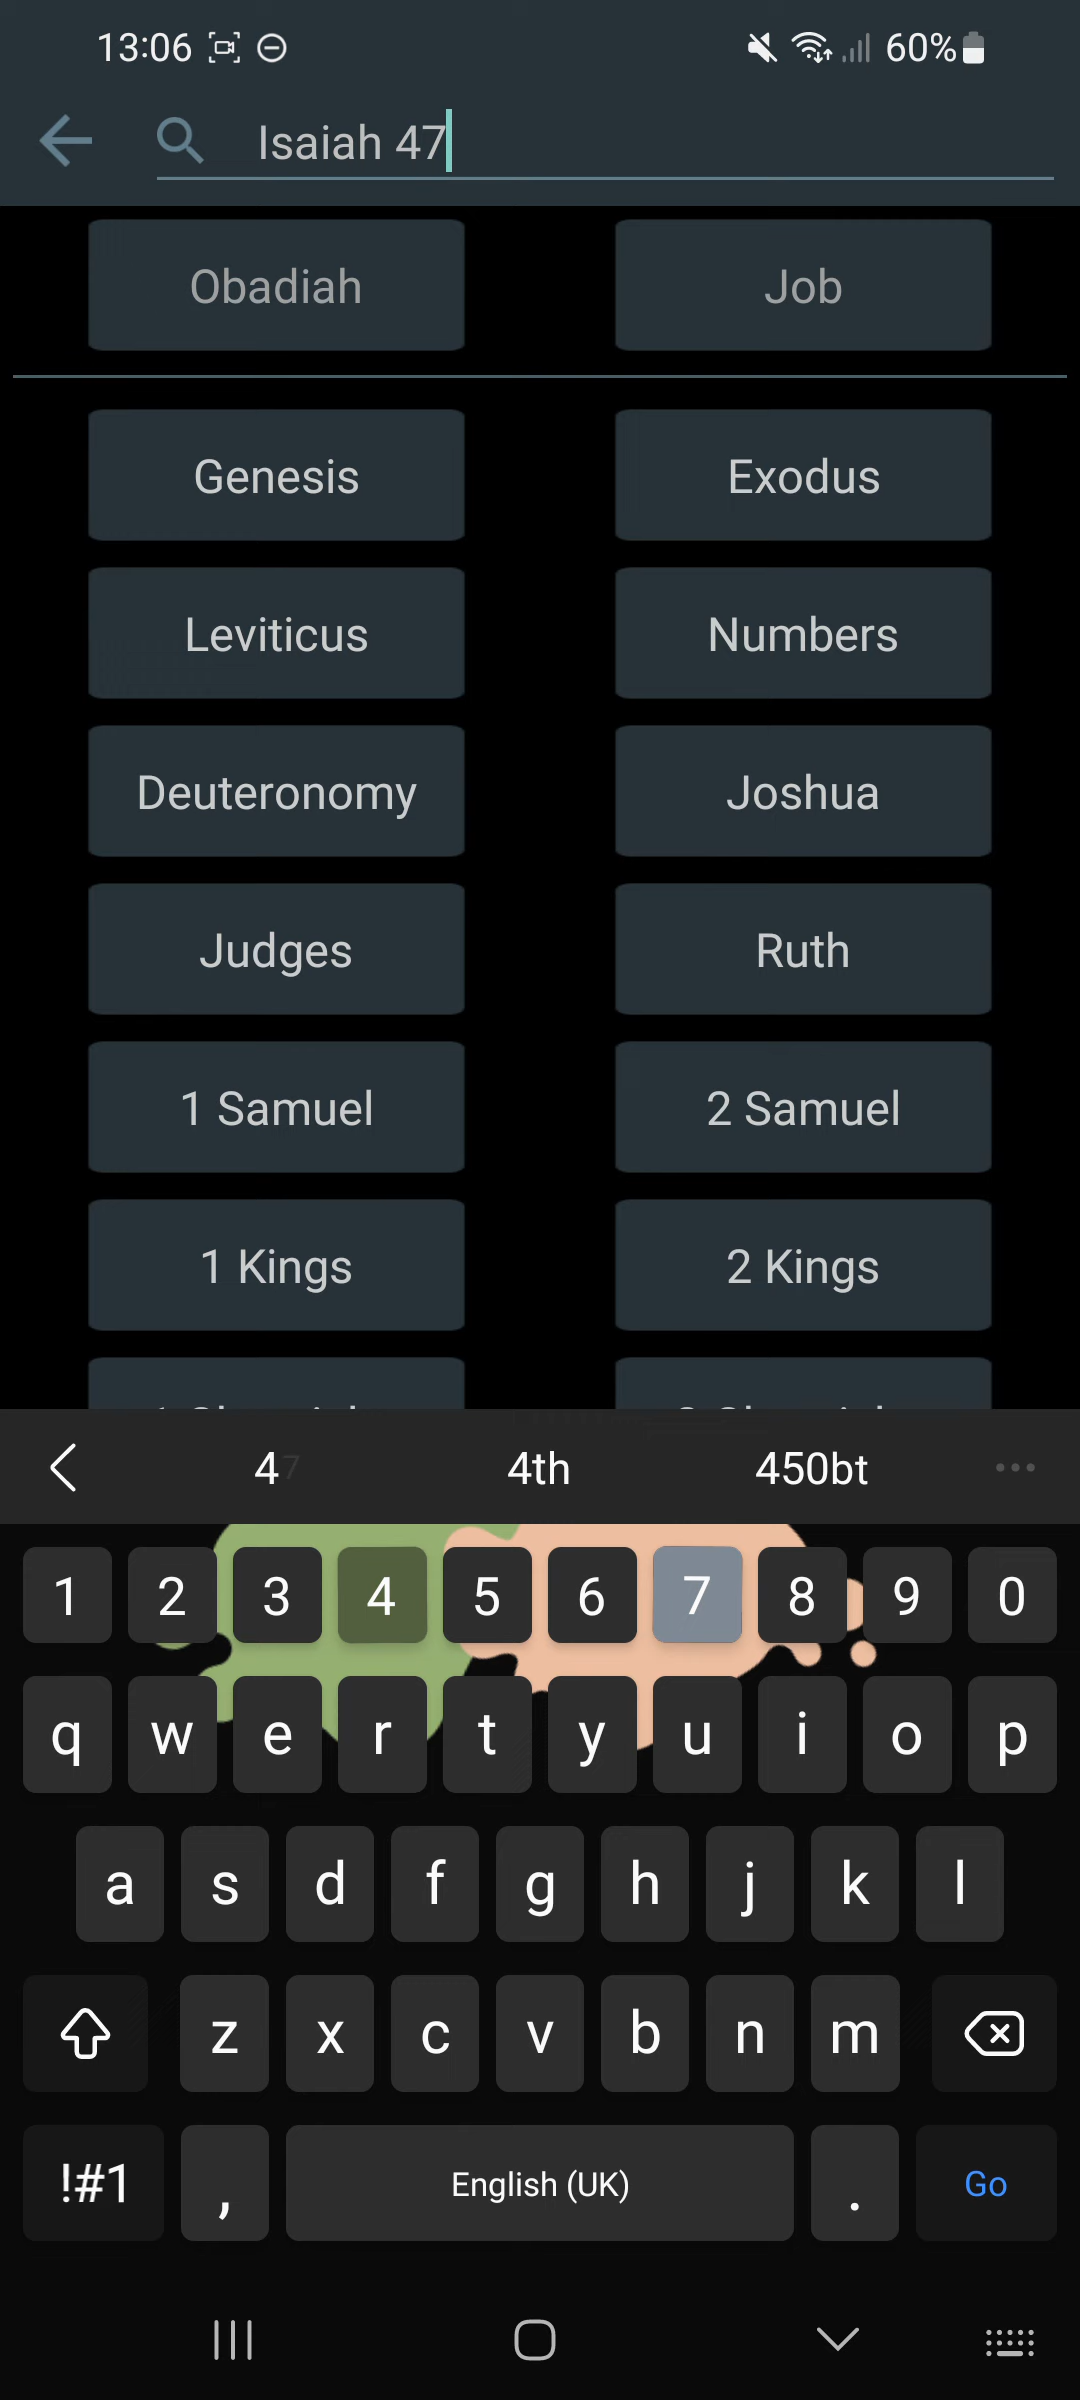 13:06 60%
Isaiah 47
Obadiah Job
Genesis Exodus
Leviticus Numbers
Deuteronomy Joshua
Judges Ruth
1 Samuel 2 Samuel
1 Kings 2 Kings
47 4th 450bt
1 2 3 4 5 6 7 8 9 0
q w e r t y u i o p
a s d f g h j k l
z x c v b n m
!#1 , English (UK) . Go